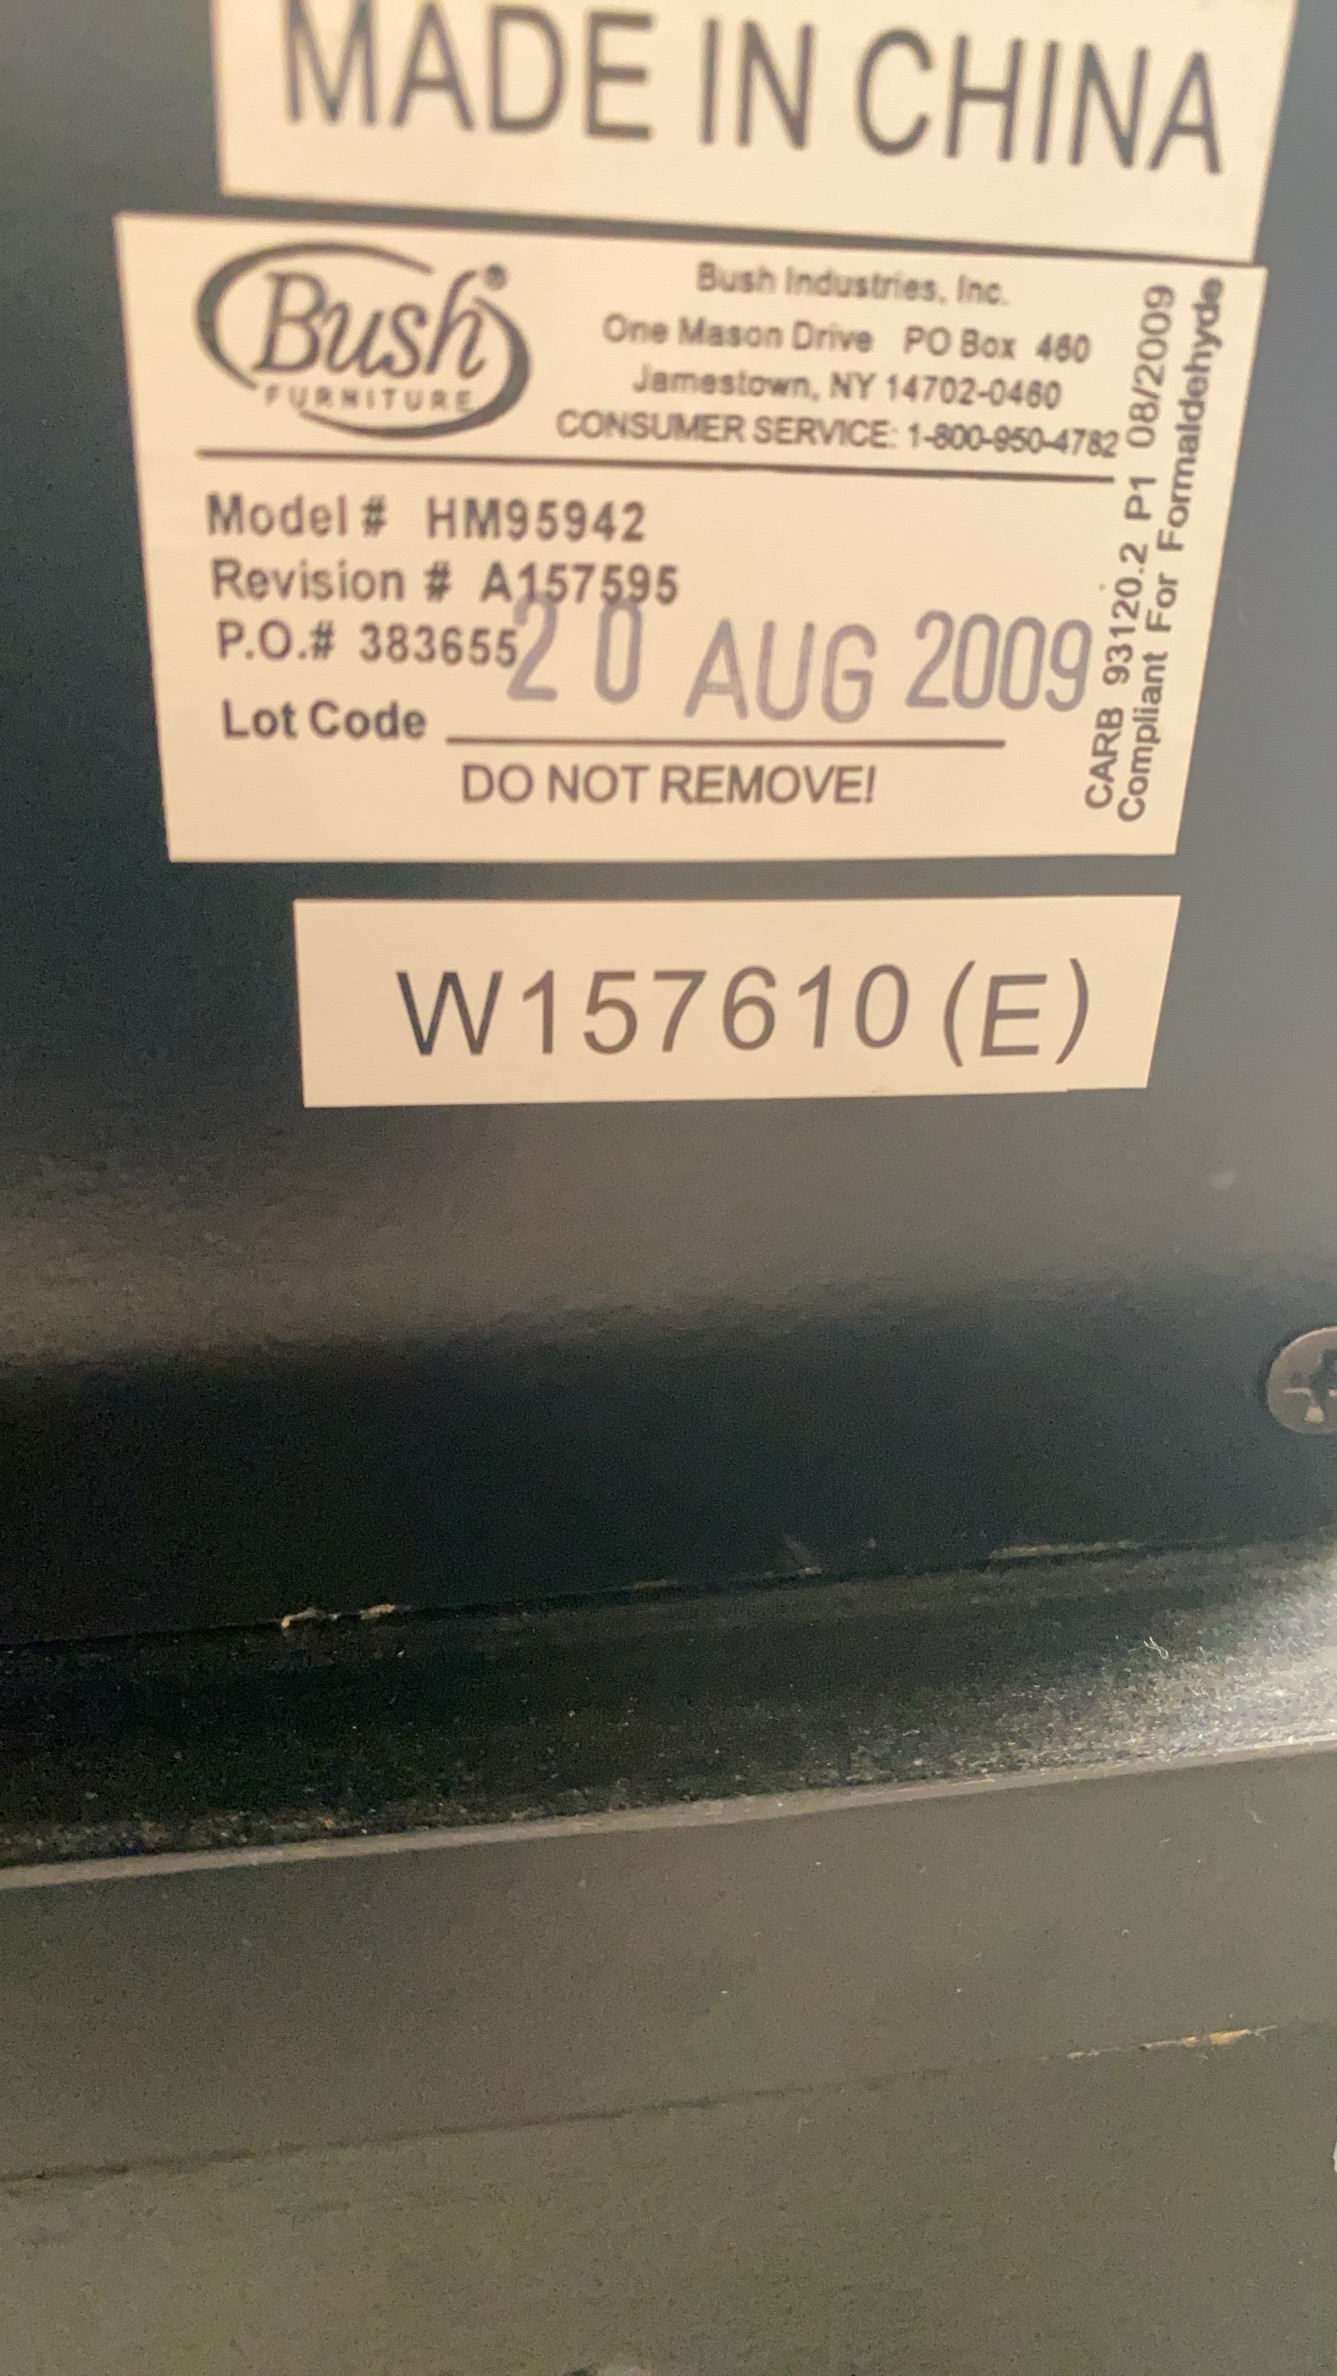 MADE IN CHINA
Bush®
FURNITURE
Bush Industries, Inc.
One Mason Drive PO Box 460
Jamestown, NY 14702-0460
CONSUMER SERVICE: 1-800-950-4782
Model # HM95942
Revision # A157595
P.O.# 383655
20 AUG 2009
Lot Code
DO NOT REMOVE!
CARB 93120.2 P1 08/2009
Compliant For Formaldehyde
W157610 (E)